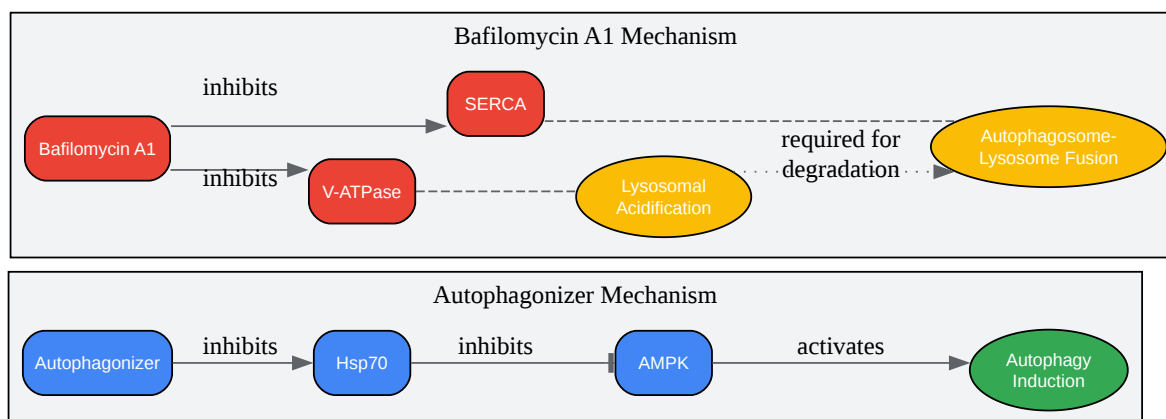 Bafilomycin A1 Mechanism
inhibits
SERCA
Bafilomycin A1
inhibits
V-ATPase
Lysosomal
Acidification
required for
degradation
Autophagosome-
Lysosome Fusion
Autophagonizer Mechanism
Autophagonizer
inhibits
Hsp70
inhibits
AMPK
activates
Autophagy
Induction